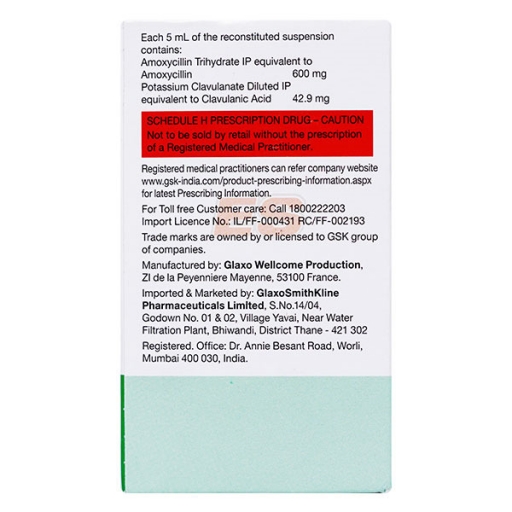 Each 5 mL of the reconstituted suspension
contains:
Amoxycillin Trihydrate IP equivalent to
Amoxycillin 600 mg
Potassium Clavulanate Diluted IP
equivalent to Clavulanic Acid 42.9 mg
SCHEDULE H PRESCRIPTION DRUG – CAUTION
Not to be sold by retail without the prescription
of a Registered Medical Practitioner.
Registered medical practitioners can refer company website
www.gsk-india.com/product-prescribing-information.aspx
for latest Prescribing Information.
For Toll free Customer care: Call 1800222203
Import Licence No.: IL/FF-000431 RC/FF-002193
Trade marks are owned by or licensed to GSK group
of companies.
Manufactured by: Glaxo Wellcome Production,
ZI de la Peyenniere Mayenne, 53100 France.
Imported & Marketed by: GlaxoSmithKline
Pharmaceuticals Limited, S.No.14/04,
Godown No. 01 & 02, Village Yavai, Near Water
Filtration Plant, Bhiwandi, District Thane - 421 302
Registered. Office: Dr. Annie Besant Road, Worli,
Mumbai 400 030, India.